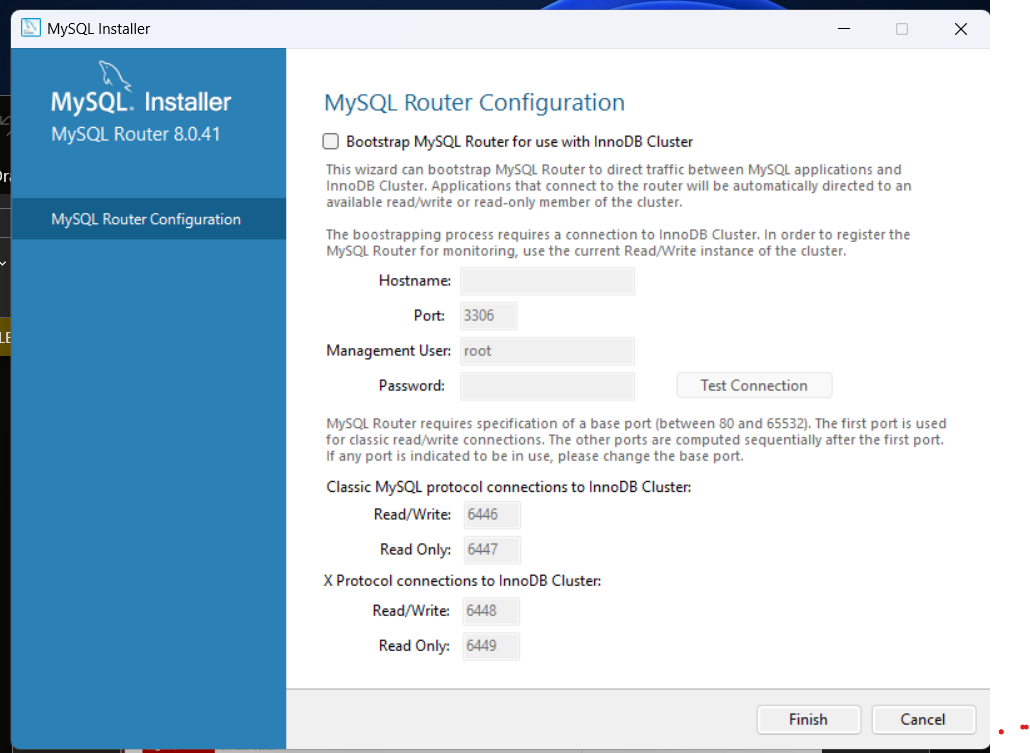 MySQL Installer
MySQL. Installer
MySQL Router 8.0.41
MySQL Router Configuration
MySQL Router Configuration
Bootstrap MySQL Router for use with InnoDB Cluster
This wizard can bootstrap MySQL Router to direct traffic between MySQL applications and
InnoDB Cluster. Applications that connect to the router will be automatically directed to an
available read/write or read-only member of the cluster.
The boostrapping process requires a connection to InnoDB Cluster. In order to register the
MySQL Router for monitoring, use the current Read/Write instance of the cluster.
Hostname:
Port: 3306
Management User: root
Password:
Test Connection
MySQL Router requires specification of a base port (between 80 and 65532). The first port is used
for classic read/write connections. The other ports are computed sequentially after the first port.
If any port is indicated to be in use, please change the base port.
Classic MySQL protocol connections to InnoDB Cluster:
Read/Write: 6446
Read Only: 6447
X Protocol connections to InnoDB Cluster:
Read/Write: 6448
Read Only: 6449
Finish
Cancel